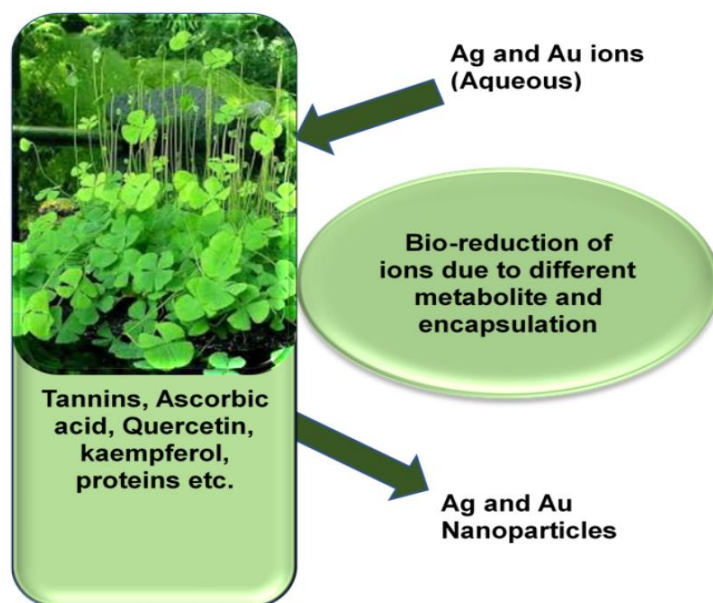 Ag and Au ions
(Aqueous)
Bio-reduction of
ions due to different
metabolite and
encapsulation
Tannins, Ascorbic
acid, Quercetin,
kaempferol,
proteins etc.
Ag and Au
Nanoparticles